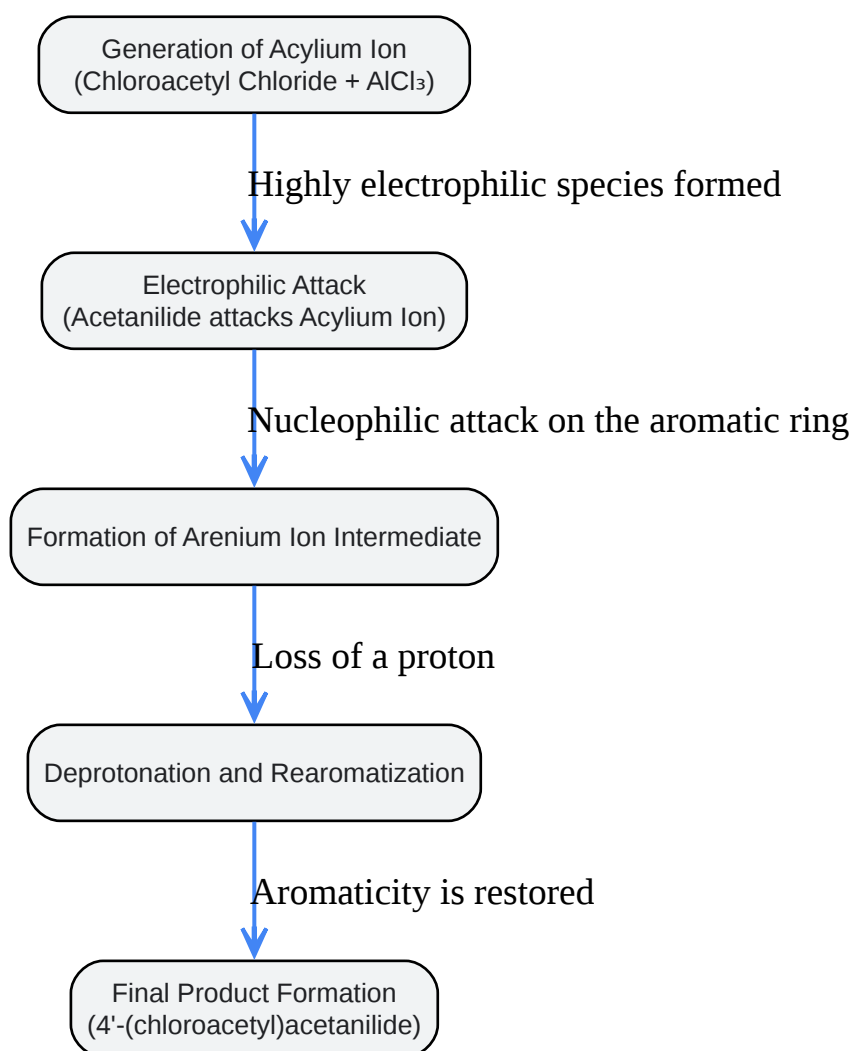 Generation of Acylium Ion
(Chloroacetyl Chloride + AlCl₃)
Highly electrophilic species formed
Electrophilic Attack
(Acetanilide attacks Acylium Ion)
Nucleophilic attack on the aromatic ring
Formation of Arenium Ion Intermediate
Loss of a proton
Deprotonation and Rearomatization
Aromaticity is restored
Final Product Formation
(4'-(chloroacetyl)acetanilide)